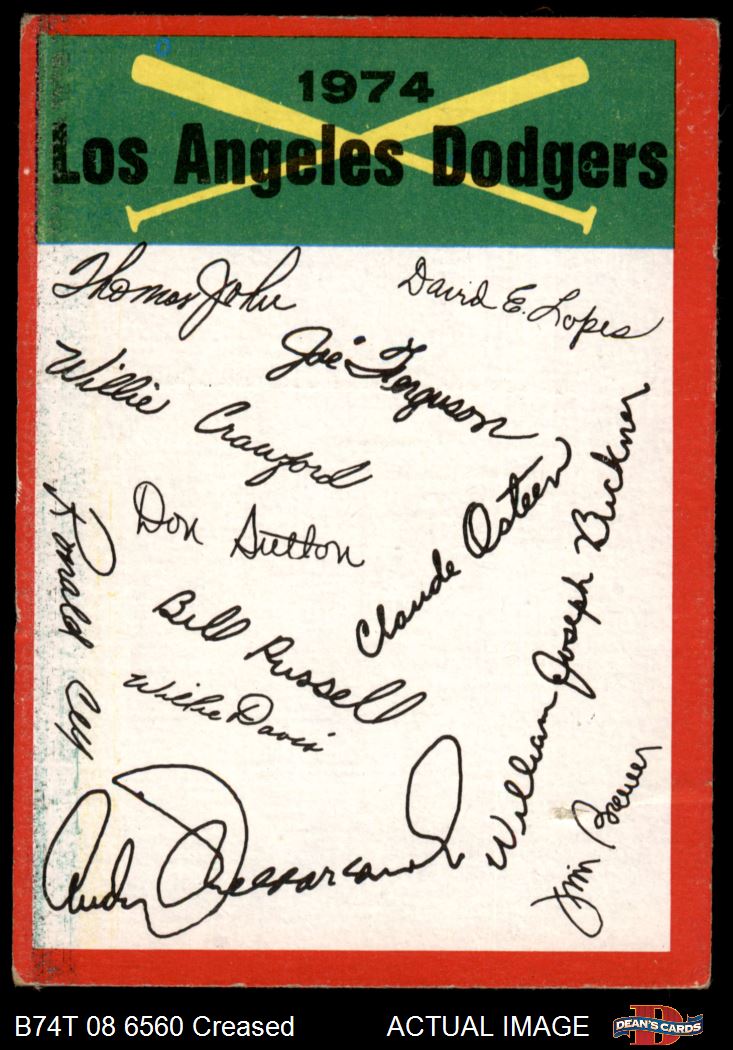 1974
Los Angeles Dodgers
Thomas John
David E. Lopes
Joe Ferguson
Willie Crawford
Don Sutton
Claude Osteen
William Joseph Buckner
Ronald Cey
Bill Russell
Willie Davis
Andy Messersmith
Jim Brewer
B74T 08 6560 Creased
ACTUAL IMAGE
D
DEAN'S CARDS